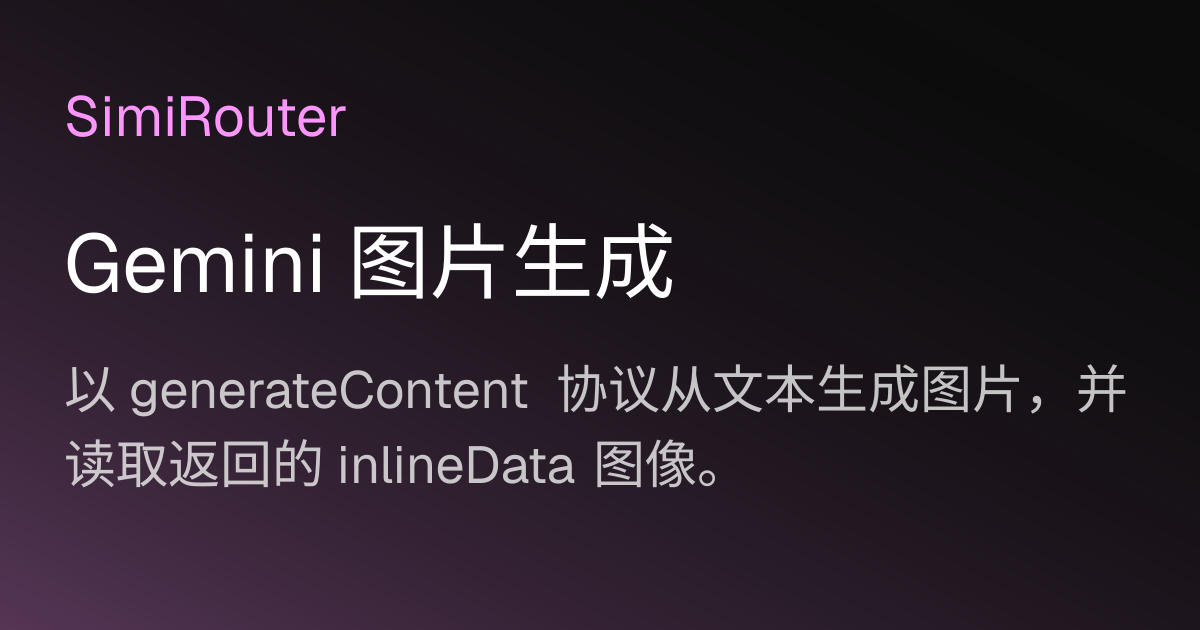 SimiRouter
Gemini 图片生成
以 generateContent 协议从文本生成图片，并
读取返回的 inlineData 图像。